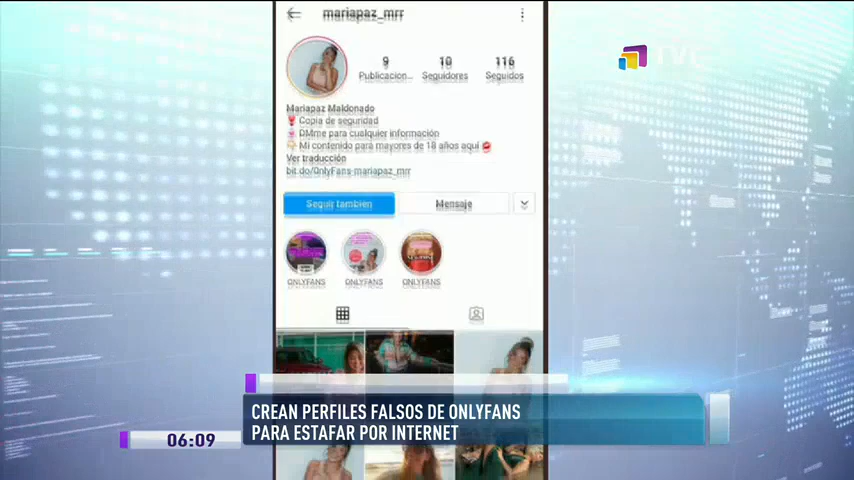 mariapaz_mrr
TVC
9 10 116
Publicacion... Seguidores Seguidos
Mariapaz Maldonado
Copia de seguridad
DMme para cualquier información
Mi contenido para mayores de 18 años aquí
Ver traducción
bit.do/OnlyFans-mariapaz_mrr
Seguir también Mensaje
ONLYFANS ONLYFANS ONLYFANS
CREAN PERFILES FALSOS DE ONLYFANS
PARA ESTAFAR POR INTERNET
06:09